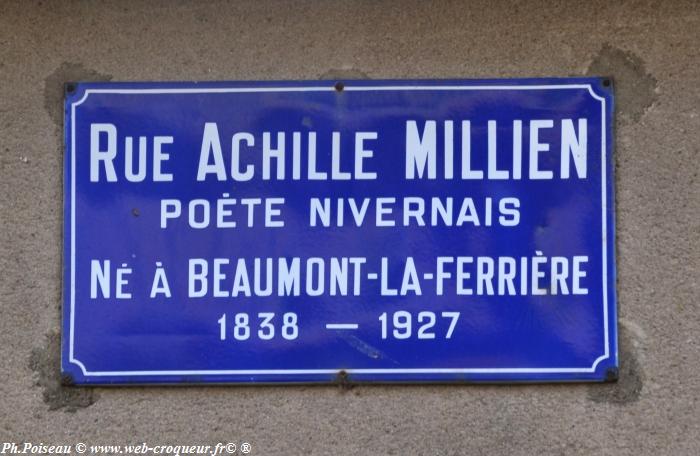 RUE ACHILLE MILLIEN
POÈTE NIVERNAIS
NÉ À BEAUMONT-LA-FERRIÈRE
1838 — 1927
Ph.Poiseau © www-web-croqueur.fr© ®